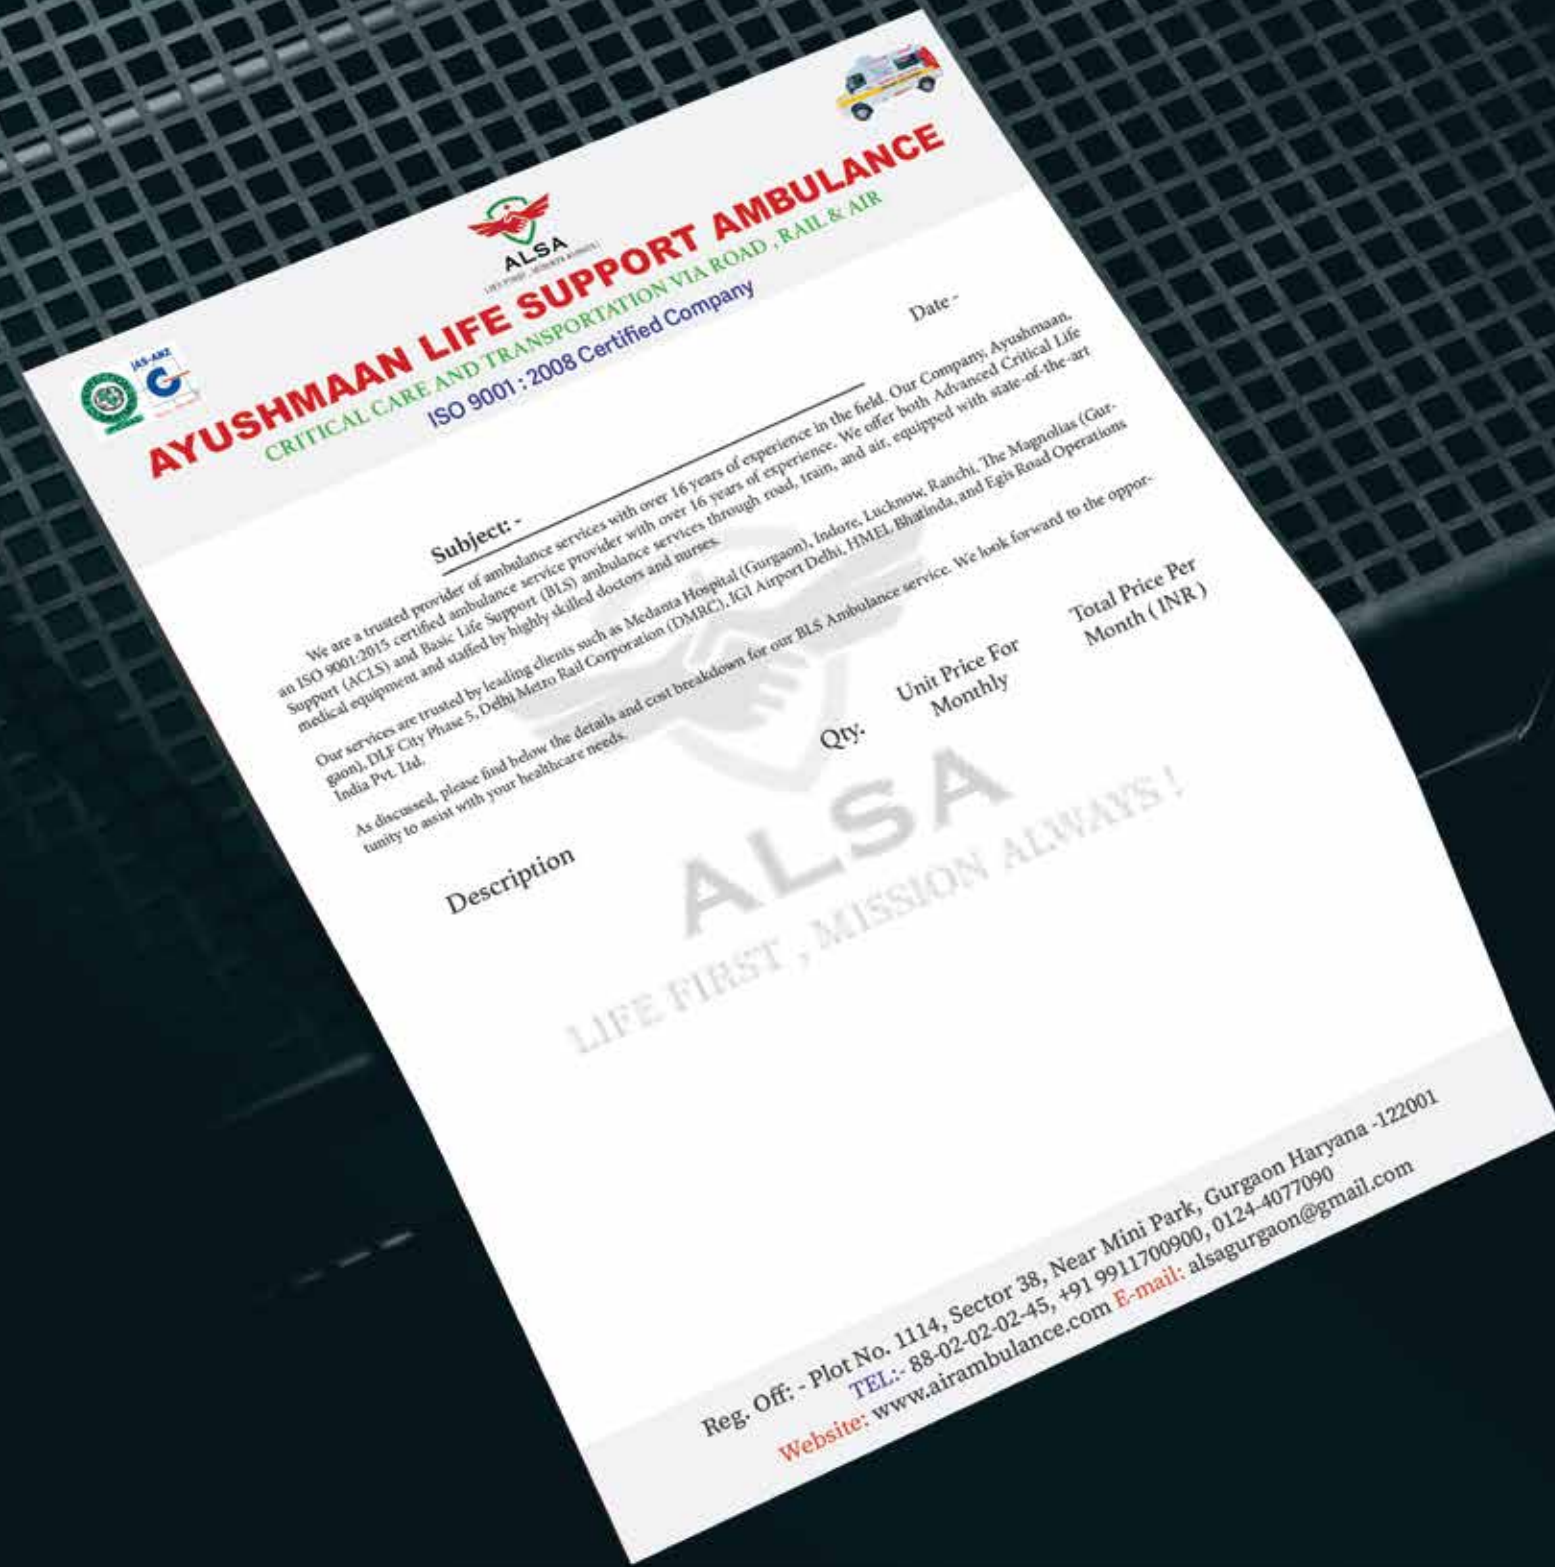 JAS-ANZ
ALSA
LIFE FIRST , MISSION ALWAYS !
AYUSHMAAN LIFE SUPPORT AMBULANCE
CRITICAL CARE AND TRANSPORTATION VIA ROAD , RAIL & AIR
ISO 9001 : 2008 Certified Company
Date -
Subject: -
We are a trusted provider of ambulance services with over 16 years of experience in the field. Our Company, Ayushmaan,
an ISO 9001:2015 certified ambulance service provider with over 16 years of experience. We offer both Advanced Critical Life
Support (ACLS) and Basic Life Support (BLS) ambulance services through road, train, and air, equipped with state-of-the-art
medical equipment and staffed by highly skilled doctors and nurses.
Our services are trusted by leading clients such as Medanta Hospital (Gurgaon), Indore, Lucknow, Ranchi, The Magnolias (Gur-
gaon), DLF City Phase 5, Delhi Metro Rail Corporation (DMRC), IGI Airport Delhi, HMEL Bhatinda, and Egis Road Operations
India Pvt. Ltd.
As discussed, please find below the details and cost breakdown for our BLS Ambulance service. We look forward to the oppor-
tunity to assist with your healthcare needs.
Description
Qty.
Unit Price For
Monthly
Total Price Per
Month ( INR )
ALSA
LIFE FIRST , MISSION ALWAYS !
Reg. Off: - Plot No. 1114, Sector 38, Near Mini Park, Gurgaon Haryana -122001
TEL:- 88-02-02-02-45, +91 9911700900, 0124-4077090
Website: www.airambulance.com E-mail: alsagurgaon@gmail.com